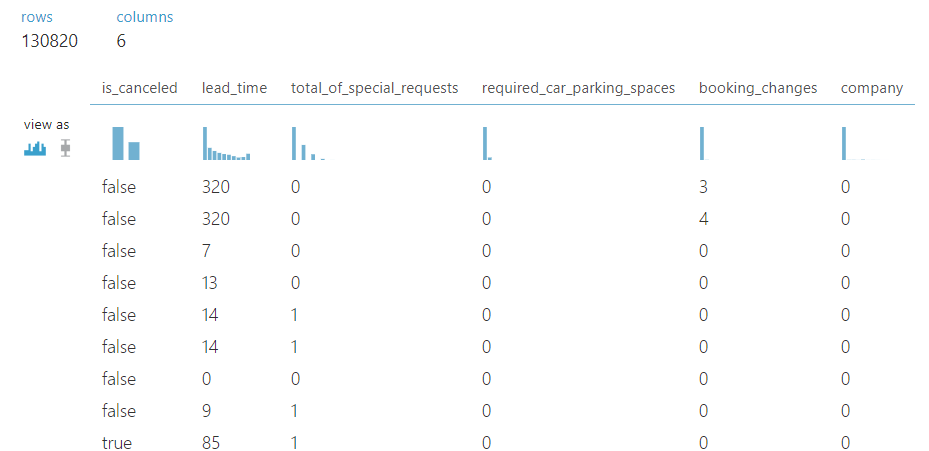 rows columns
130820 6
is_canceled lead_time total_of_special_requests required_car_parking_spaces booking_changes company
view as
false 320 0 0 3 0
false 320 0 0 4 0
false 7 0 0 0 0
false 13 0 0 0 0
false 14 1 0 0 0
false 14 1 0 0 0
false 0 0 0 0 0
false 9 1 0 0 0
true 85 1 0 0 0